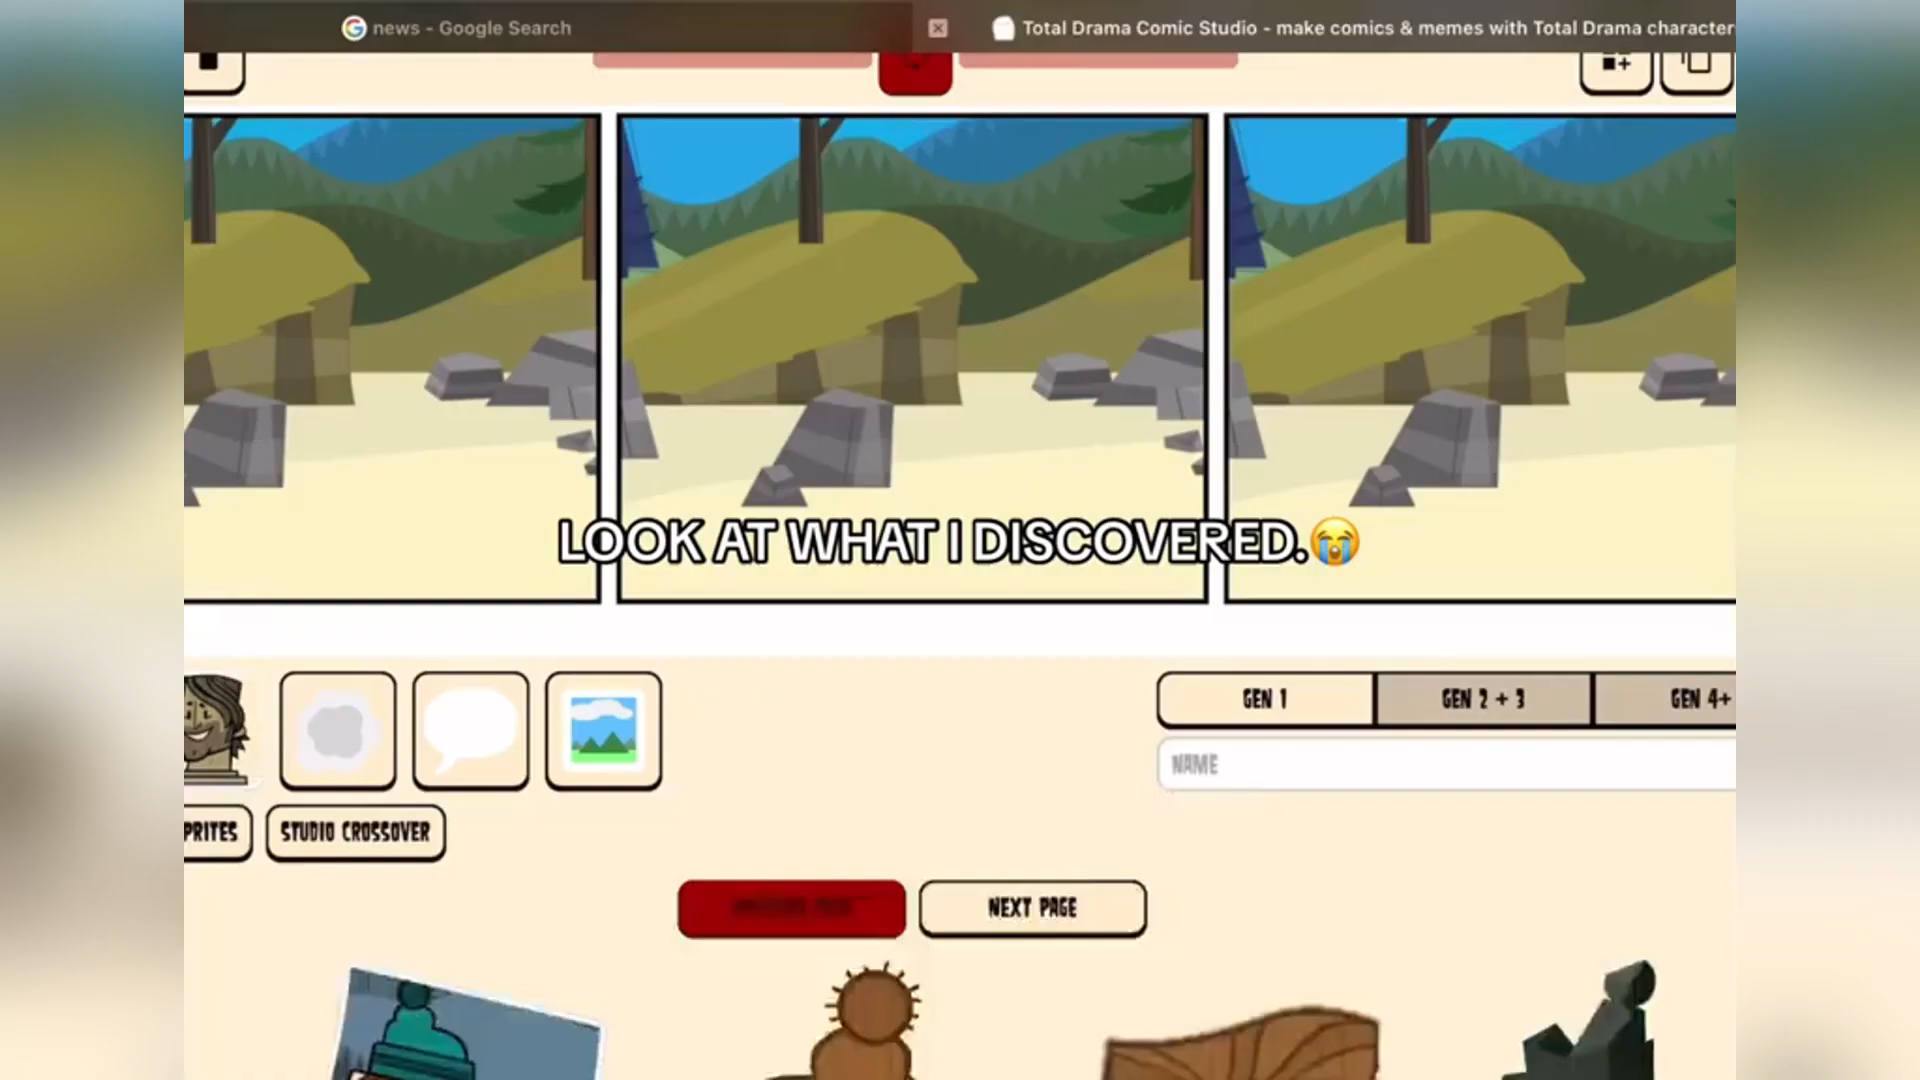 news - Google Search
Total Drama Comic Studio - make comics & memes with Total Drama character
LOOK AT WHAT I DISCOVERED.😭
GEN 1
GEN 2 + 3
GEN 4+
NAME
PRITES
STUDIO CROSSOVER
NEXT PAGE